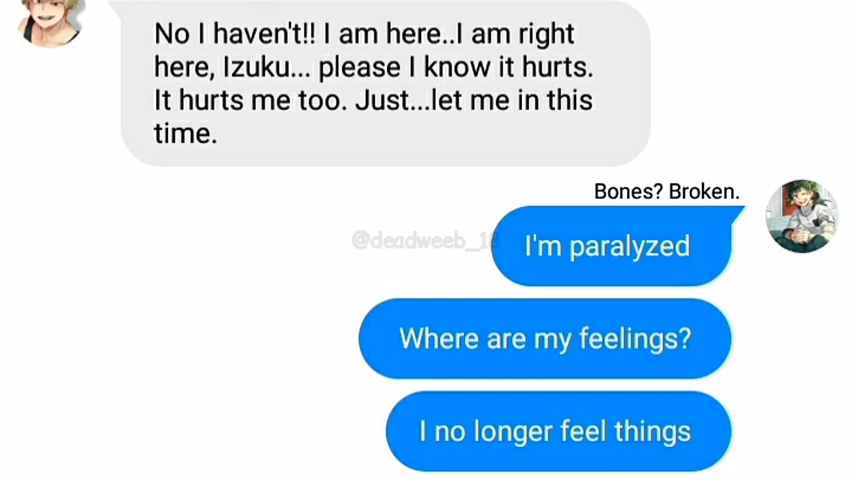 No I haven't!! I am here..I am right
here, Izuku... please I know it hurts.
It hurts me too. Just...let me in this
time.
Bones? Broken.
@deadweeb_13
I'm paralyzed
Where are my feelings?
I no longer feel things